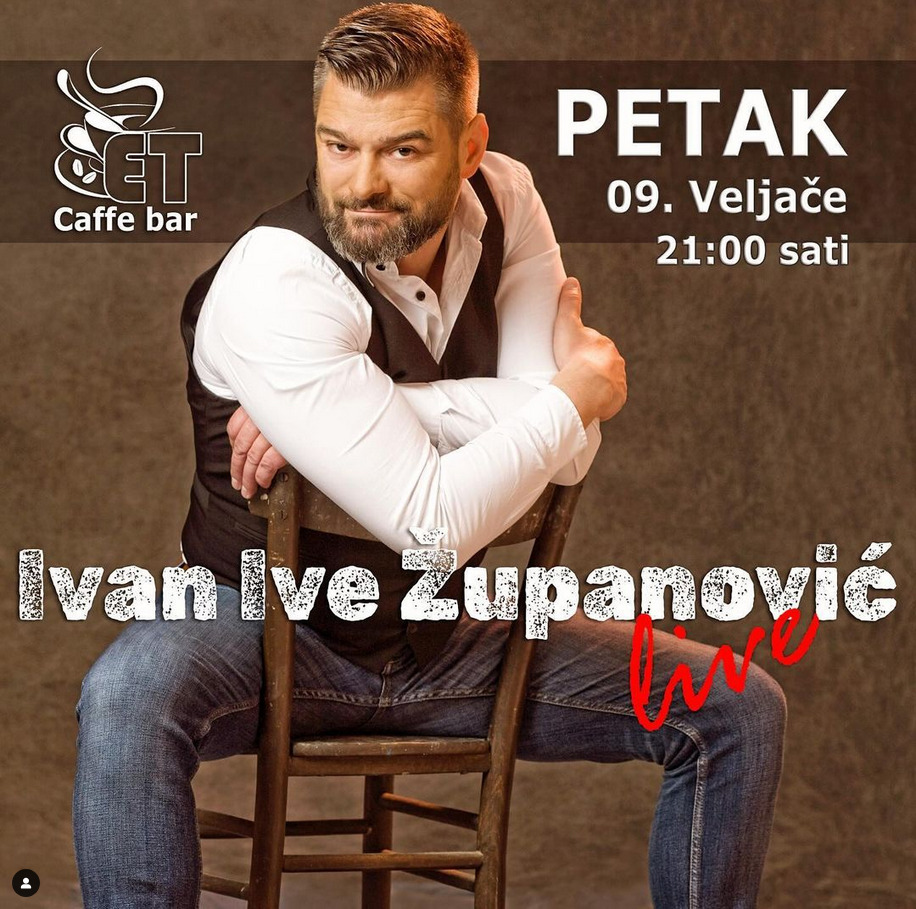 ET
Caffe bar
PETAK
09. Veljače
21:00 sati
Ivan Ive Županović
live